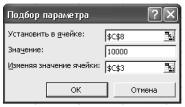 Подбор параметра
Установить в ячейке: $C$8
Значение: 10000
Изменяя значение ячейки: $C$3
ОК Отмена